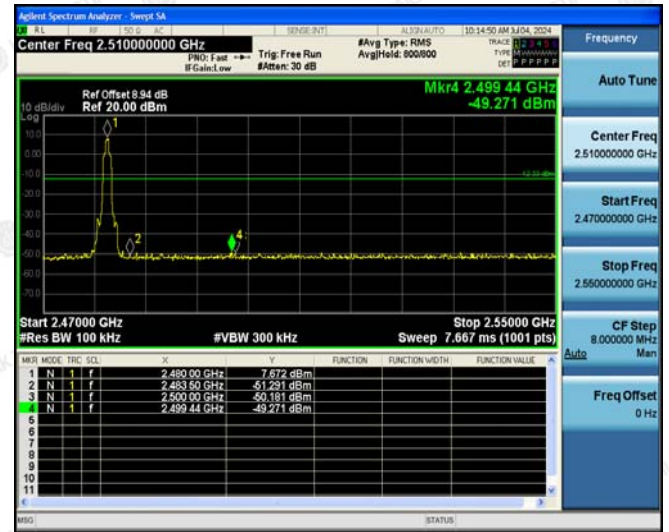 Agilent Spectrum Analyzer - Swept SA
RL RF 50 Ω AC SENSE:INT ALIGN AUTO 10:14:50 AM Jul 04, 2024
Center Freq 2.510000000 GHz
PNO: Fast
IFGain:Low
Trig: Free Run
#Atten: 30 dB
#Avg Type: RMS
Avg|Hold: 800/800
TRACE 1 2 3 4 5 6
TYPE MWWWWW
DET P P P P P P
Mkr4 2.499 44 GHz
-49.271 dBm
Ref Offset 8.94 dB
Ref 20.00 dBm
10 dB/div
Log
10.0
0.00
-10.0
-20.0
-30.0
-40.0
-50.0
-60.0
-70.0
1
2
4
-12.33 dBm
Start 2.47000 GHz
Stop 2.55000 GHz
#Res BW 100 kHz
#VBW 300 kHz
Sweep 7.667 ms (1001 pts)
MKR MODE TRC SCL X Y FUNCTION FUNCTION WIDTH FUNCTION VALUE
1 N 1 f 2.480 00 GHz 7.672 dBm
2 N 1 f 2.483 50 GHz -51.291 dBm
3 N 1 f 2.500 00 GHz -50.181 dBm
4 N 1 f 2.499 44 GHz -49.271 dBm
5
6
7
8
9
10
11
MSG
STATUS
Frequency
Auto Tune
Center Freq
2.510000000 GHz
Start Freq
2.470000000 GHz
Stop Freq
2.550000000 GHz
CF Step
8.000000 MHz
Auto Man
Freq Offset
0 Hz